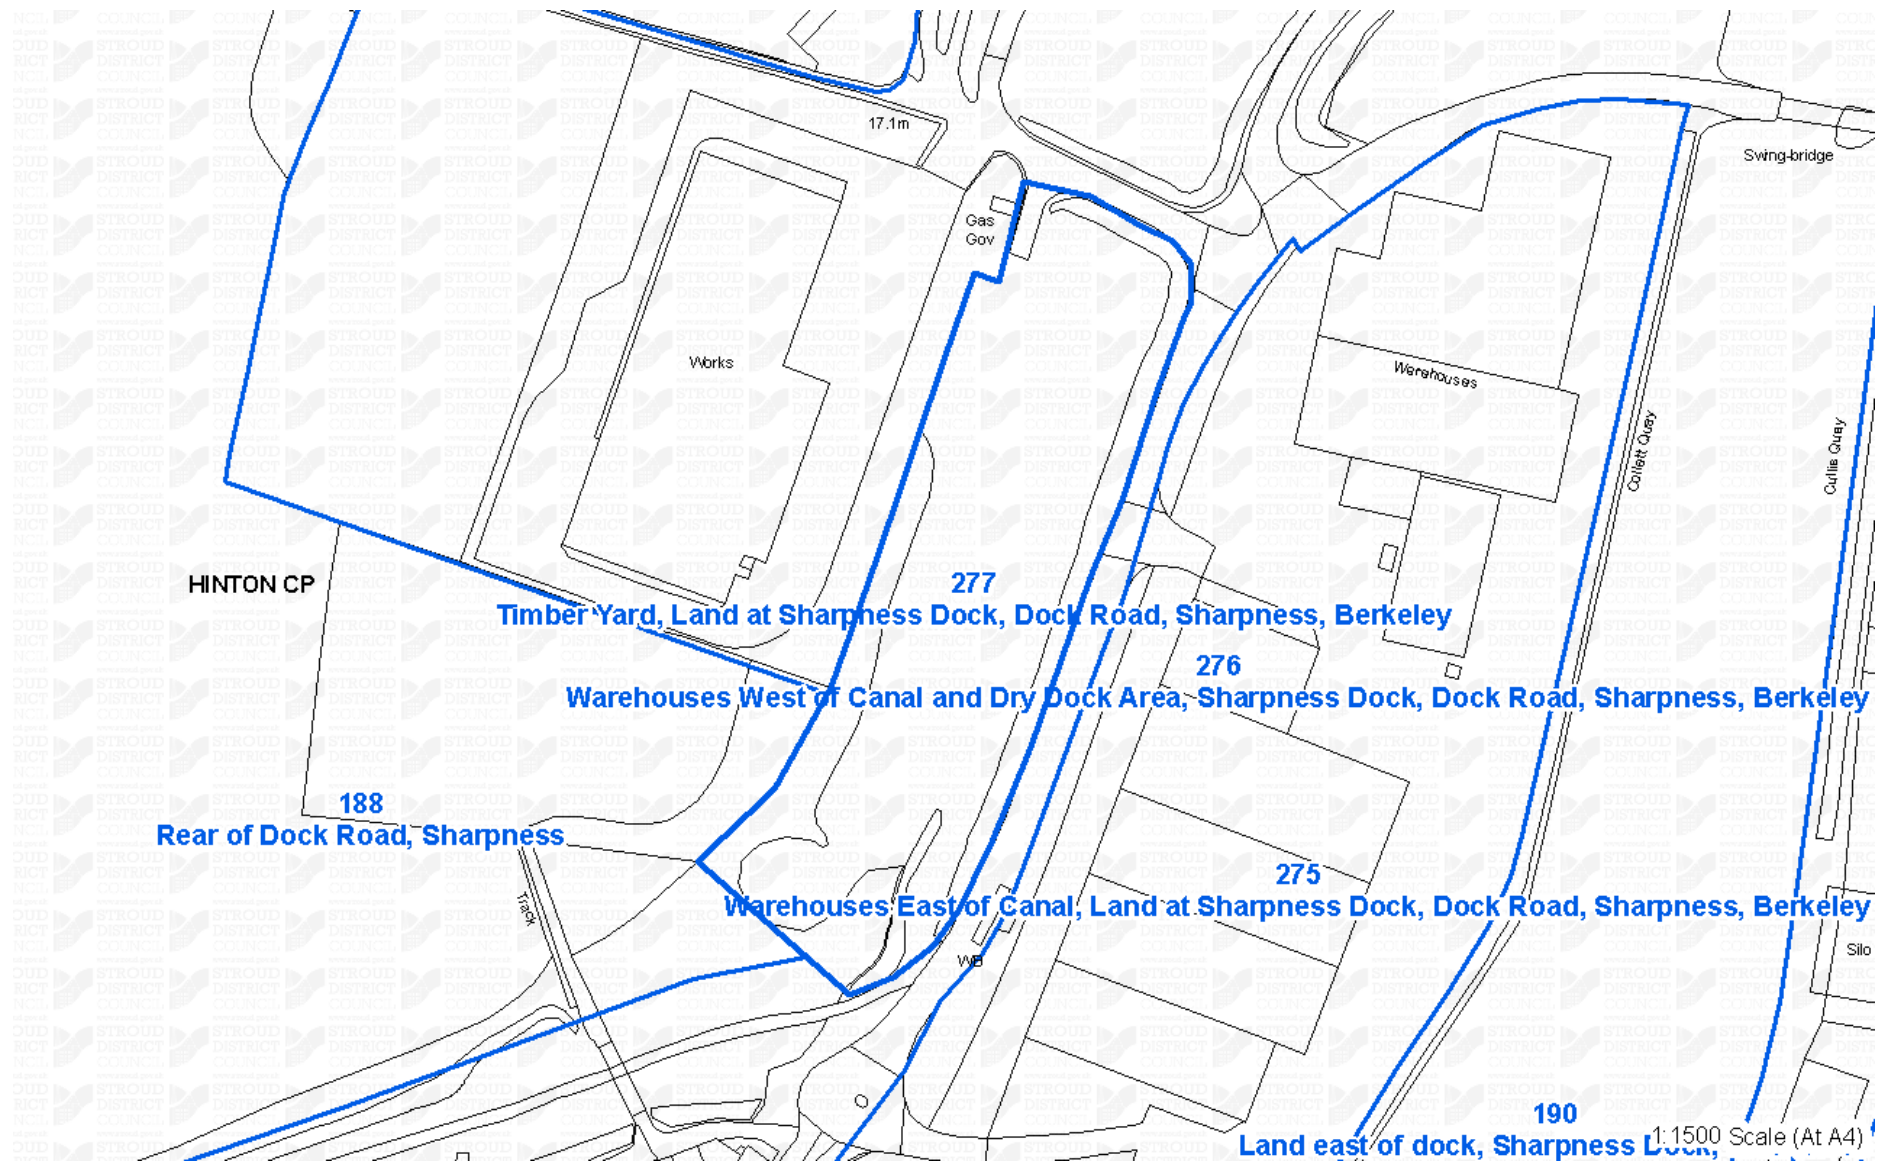 17.1m
Swing-bridge
Gas
Gov
Works
Warehouses
Collett Quay
Cullis Quay
HINTON CP
277
Timber Yard, Land at Sharpness Dock, Dock Road, Sharpness, Berkeley
276
Warehouses West of Canal and Dry Dock Area, Sharpness Dock, Dock Road, Sharpness, Berkeley
188
Rear of Dock Road, Sharpness
275
Warehouses East of Canal, Land at Sharpness Dock, Dock Road, Sharpness, Berkeley
Track
WB
Silo
190
Land east of dock, Sharpness Dock,
1:1500 Scale (At A4)
STROUD
DISTRICT
COUNCIL